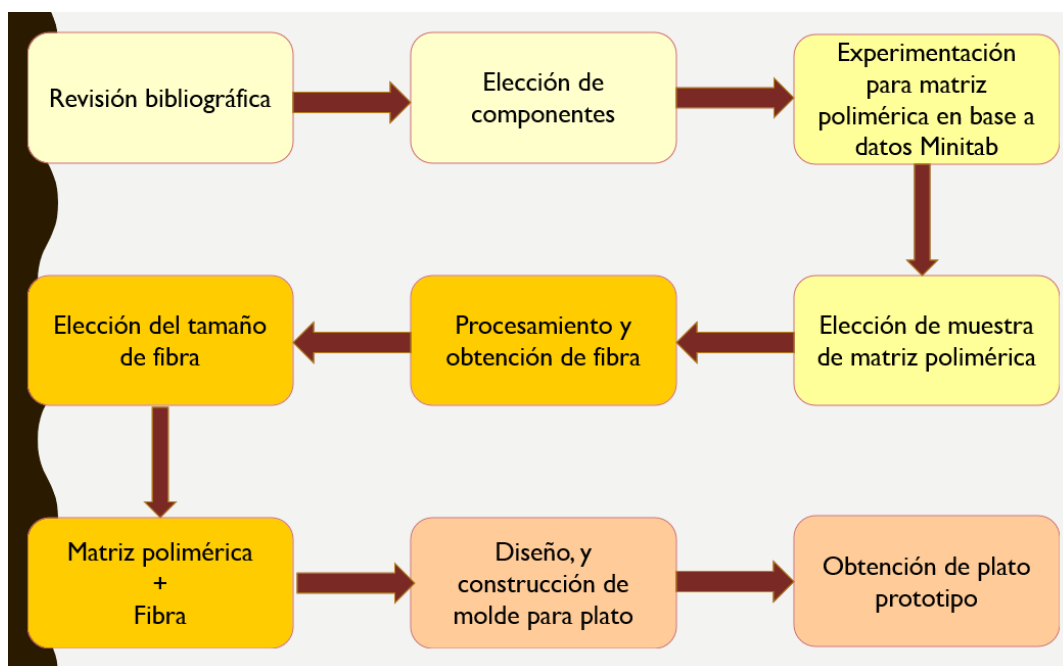 Revisión bibliográfica
Elección de
componentes
Experimentación
para matriz
polimérica en base a
datos Minitab
Elección de muestra
de matriz polimérica
Procesamiento y
obtención de fibra
Elección del tamaño
de fibra
Matriz polimérica
+
Fibra
Diseño, y
construcción de
molde para plato
Obtención de plato
prototipo